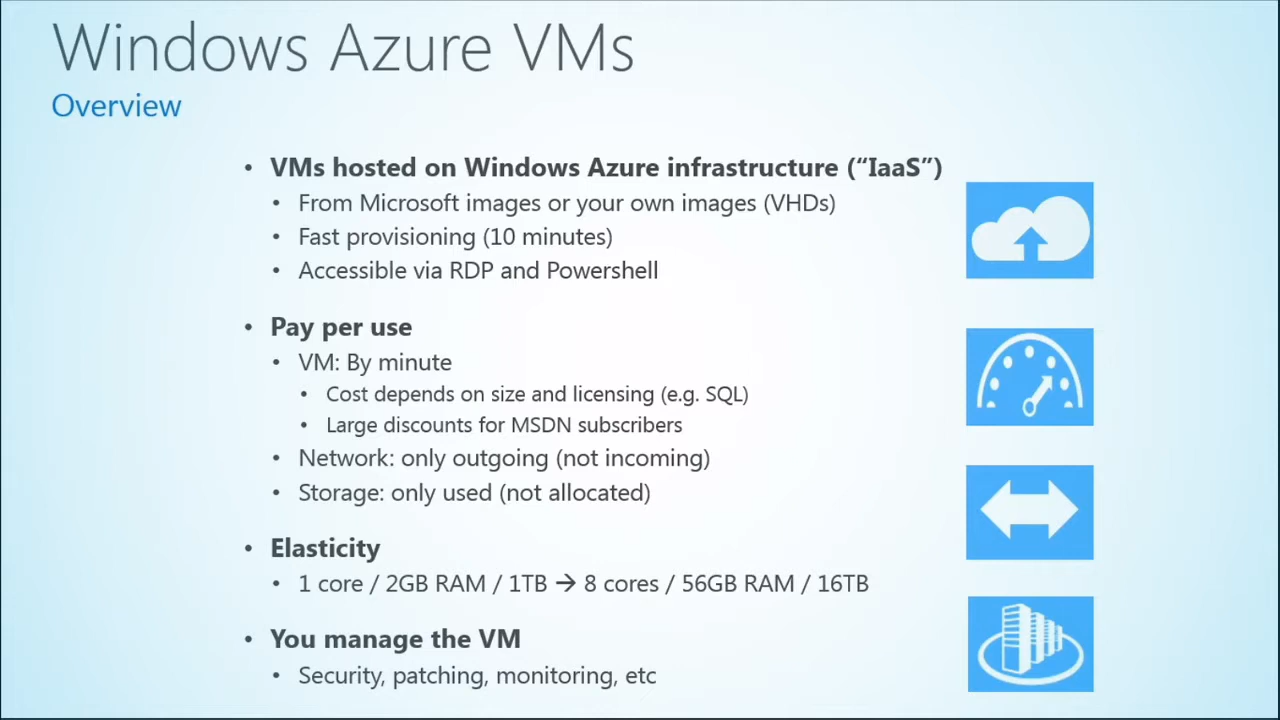 Windows Azure VMs
Overview
• VMs hosted on Windows Azure infrastructure (“IaaS”)
• From Microsoft images or your own images (VHDs)
• Fast provisioning (10 minutes)
• Accessible via RDP and Powershell
• Pay per use
• VM: By minute
• Cost depends on size and licensing (e.g. SQL)
• Large discounts for MSDN subscribers
• Network: only outgoing (not incoming)
• Storage: only used (not allocated)
• Elasticity
• 1 core / 2GB RAM / 1TB → 8 cores / 56GB RAM / 16TB
• You manage the VM
• Security, patching, monitoring, etc